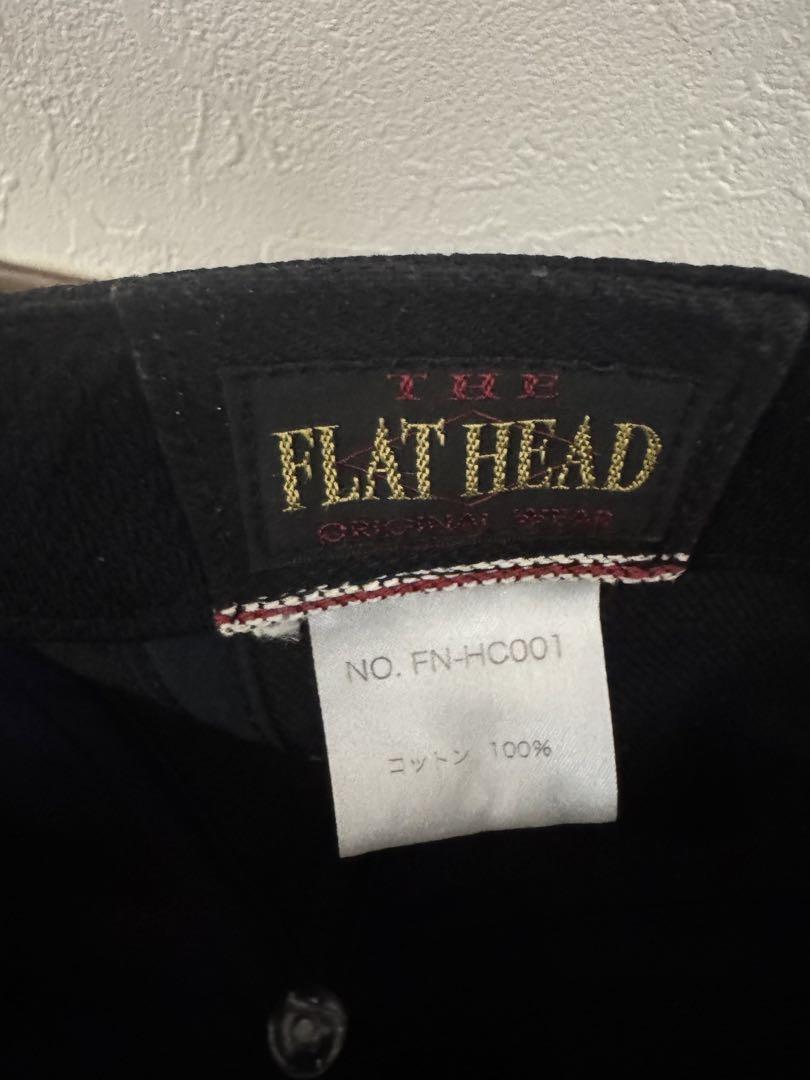 THE
FLAT HEAD
ORIGINAL WEAR
NO. FN-HC001
コットン 100%